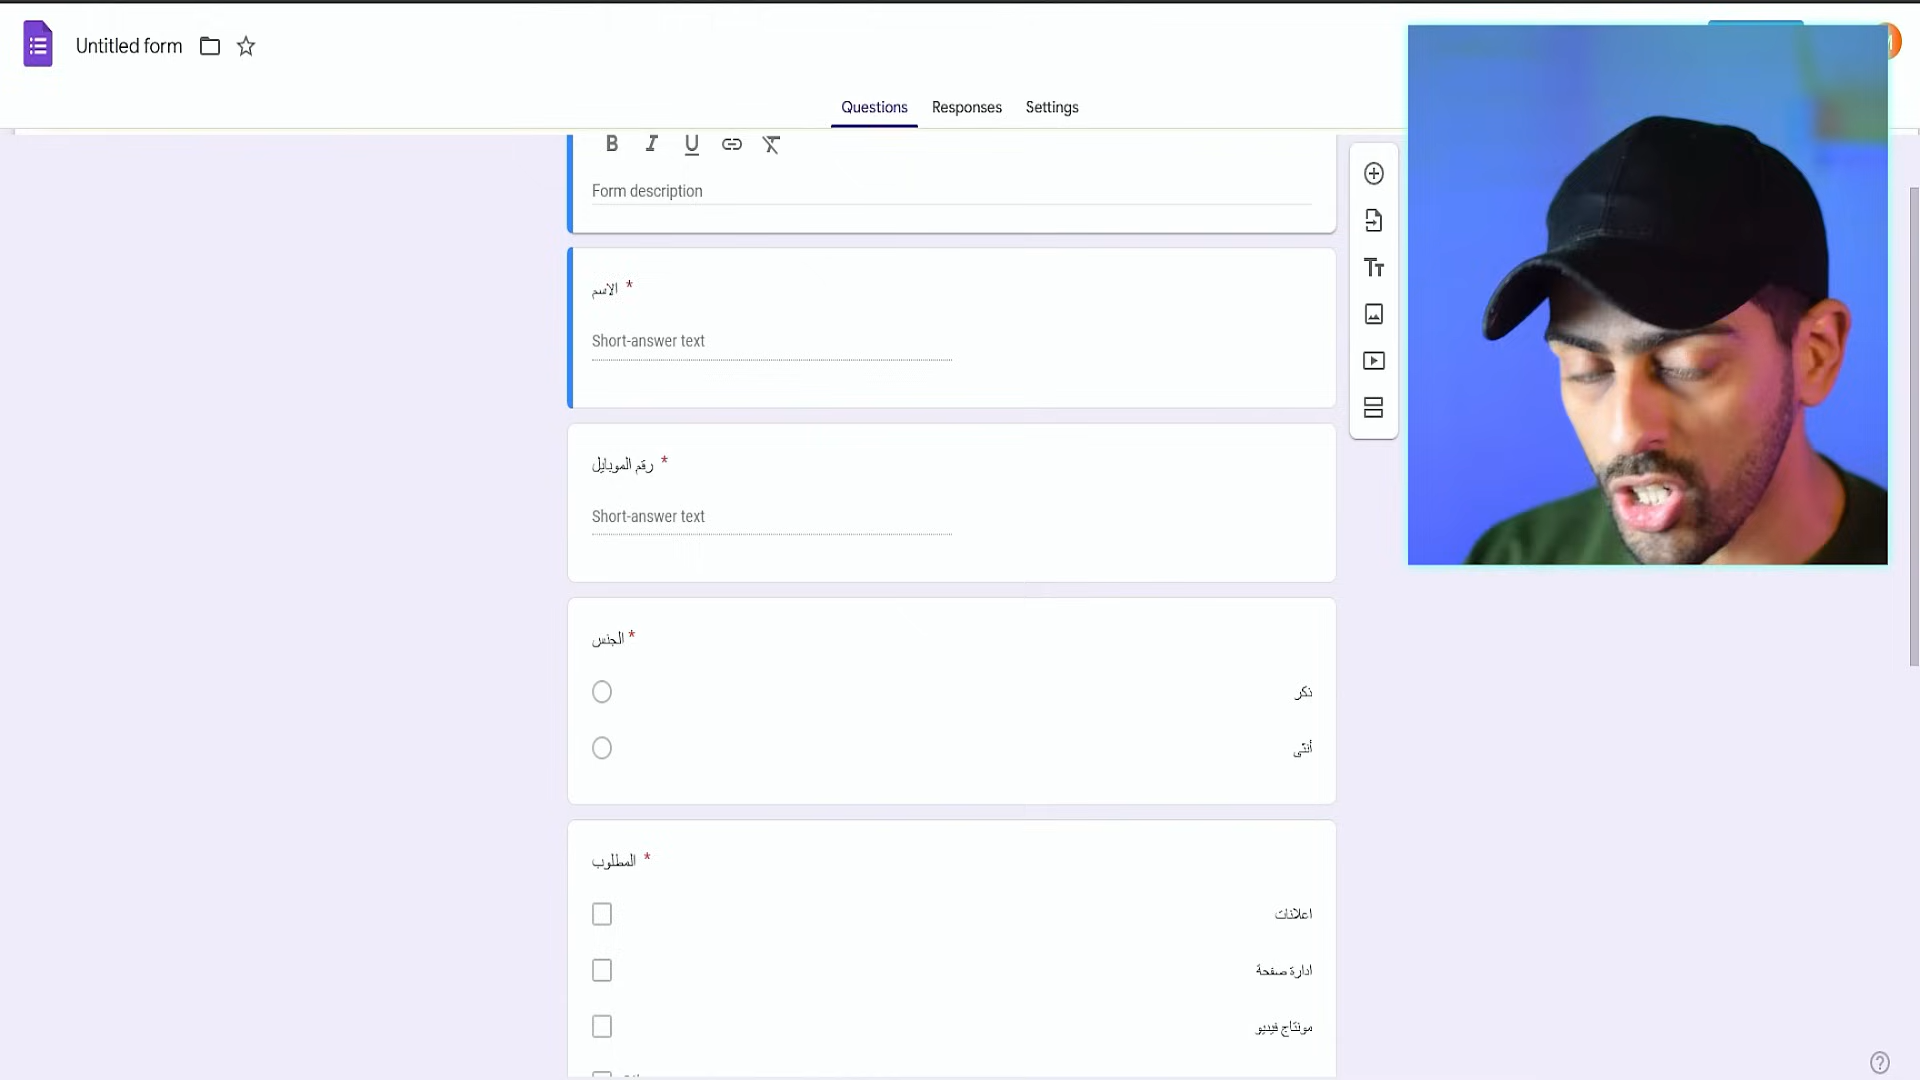 Untitled form
Questions
Responses
Settings
B I U
Form description
الاسم *
Short-answer text
رقم الموبايل *
Short-answer text
الجنس *
ذكر
أنثى
المطلوب *
اعلانات
ادارة صفحة
مونتاج فيديو